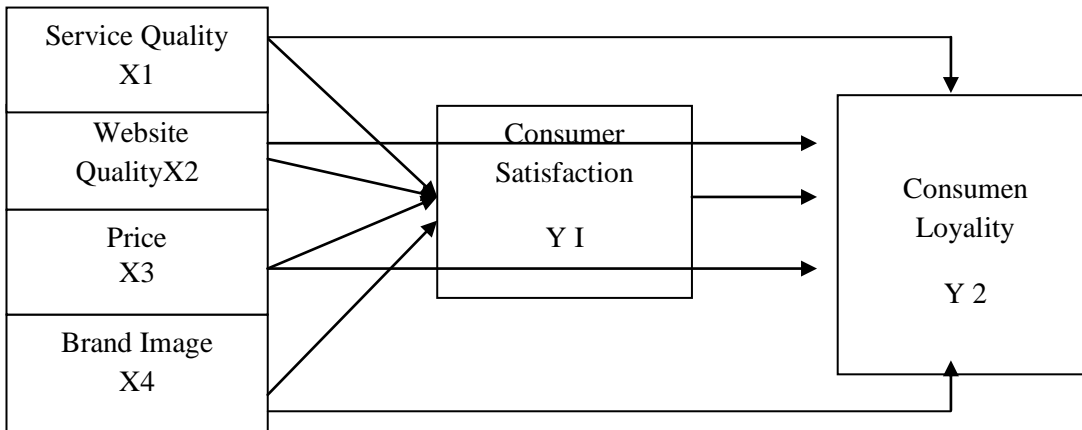 Service Quality
X1
Website
QualityX2
Price
X3
Brand Image
X4
Consumer
Satisfaction
Y I
Consumen
Loyality
Y 2